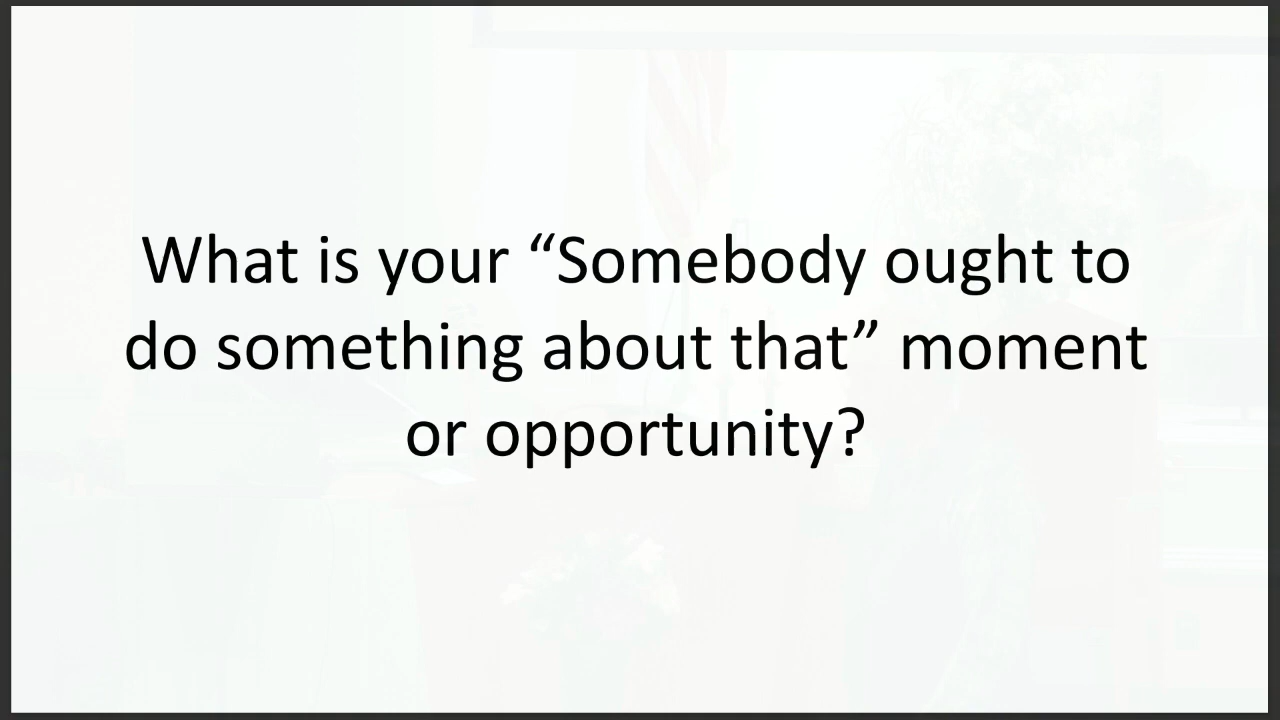 What is your “Somebody ought to
do something about that” moment
or opportunity?